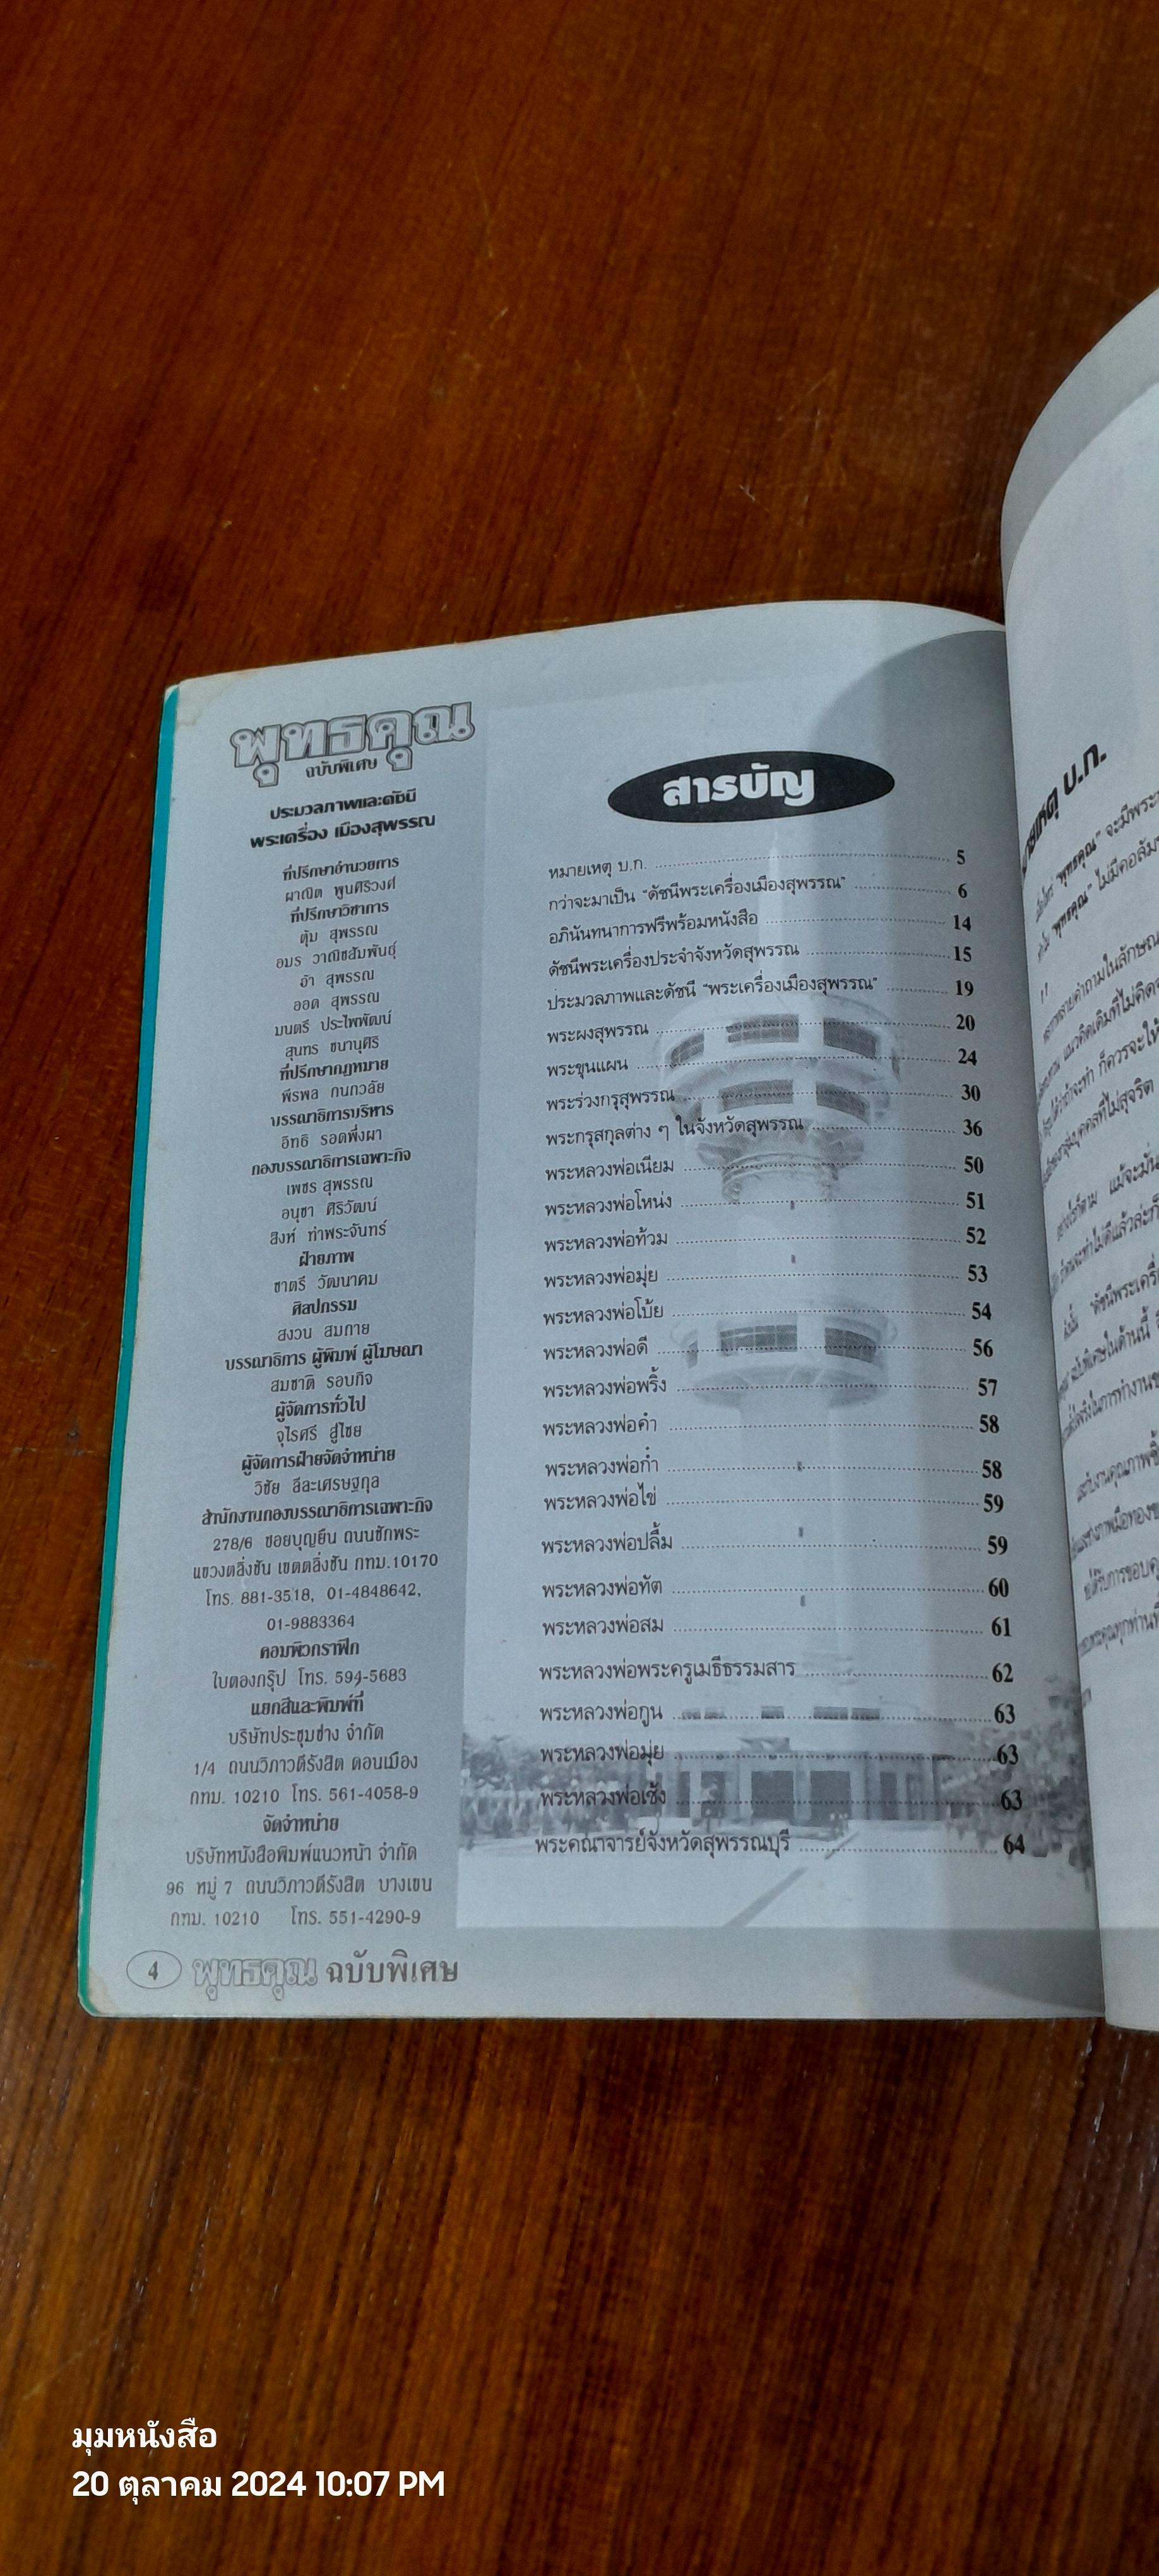 พุทธคุณ
ฉบับพิเศษ
ประมวลภาพและดัชนี
พระเครื่อง เมืองสุพรรณ
ที่ปรึกษาอำนวยการ
ผาณิต พูนศิริวงศ์
ที่ปรึกษาวิชาการ
ตุ้ม สุพรรณ
อมร วาณิชสัมพันธุ์
อ๋า สุพรรณ
ออด สุพรรณ
มนตรี ประไพพัฒน์
สุนทร ชนานุศิริ
ที่ปรึกษากฎหมาย
พีรพล กนกวลัย
บรรณาธิการบริหาร
อิทธิ รอดพึ่งผา
กองบรรณาธิการเฉพาะกิจ
เพชร สุพรรณ
อนุชา ศิริวัฒน์
สิงห์ ท่าพระจันทร์
ฝ่ายภาพ
ชาตรี วัฒนาคม
ศิลปกรรม
สงวน สมกาย
บรรณาธิการ ผู้พิมพ์ ผู้โฆษณา
สมชาติ รอบกิจ
ผู้จัดการทั่วไป
จุไรศรี สู่ไชย
ผู้จัดการฝ่ายจัดจำหน่าย
วิชัย ลีละเศรษฐกุล
สำนักงานกองบรรณาธิการเฉพาะกิจ
278/6 ซอยบุญยืน ถนนชักพระ
แขวงตลิ่งชัน เขตตลิ่งชัน กทม.10170
โทร. 881-3518, 01-4848642,
01-9883364
คอมพิวกราฟิก
ใบตองกรุ๊ป โทร. 594-5683
แยกสีและพิมพ์ที่
บริษัทประชุมช่าง จำกัด
1/4 ถนนวิภาวดีรังสิต ดอนเมือง
กทม. 10210 โทร. 561-4058-9
จัดจำหน่าย
บริษัทหนังสือพิมพ์แนวหน้า จำกัด
96 หมู่ 7 ถนนวิภาวดีรังสิต บางเขน
กทม. 10210 โทร. 551-4290-9
สารบัญ
หมายเหตุ บ.ก. 5
กว่าจะมาเป็น "ดัชนีพระเครื่องเมืองสุพรรณ" 6
อภินันทนาการฟรีพร้อมหนังสือ 14
ดัชนีพระเครื่องประจำจังหวัดสุพรรณ 15
ประมวลภาพและดัชนี "พระเครื่องเมืองสุพรรณ" 19
พระผงสุพรรณ 20
พระขุนแผน 24
พระร่วงกรุสุพรรณ 30
พระกรุสกุลต่าง ๆ ในจังหวัดสุพรรณ 36
พระหลวงพ่อเนียม 50
พระหลวงพ่อโหน่ง 51
พระหลวงพ่อท้วม 52
พระหลวงพ่อมุ่ย 53
พระหลวงพ่อโบ้ย 54
พระหลวงพ่อดี 56
พระหลวงพ่อพริ้ง 57
พระหลวงพ่อคำ 58
พระหลวงพ่อก่ำ 58
พระหลวงพ่อไข่ 59
พระหลวงพ่อปลื้ม 59
พระหลวงพ่อทัต 60
พระหลวงพ่อสม 61
พระหลวงพ่อพระครูเมธีธรรมสาร 62
พระหลวงพ่อกูน 63
พระหลวงพ่อมุ่ย 63
พระหลวงพ่อเซ้ง 63
พระคณาจารย์จังหวัดสุพรรณบุรี 64
4 พุทธคุณ ฉบับพิเศษ
บ.ก.
"พุทธคุณ" จะมีพระ
"พุทธคุณ" ไม่มีคอลัม
แนวคิดเดิมที่ไม่คิด
ก็ควรจะให้
แม้จะมั่น
มุมหนังสือ
20 ตุลาคม 2024 10:07 PM